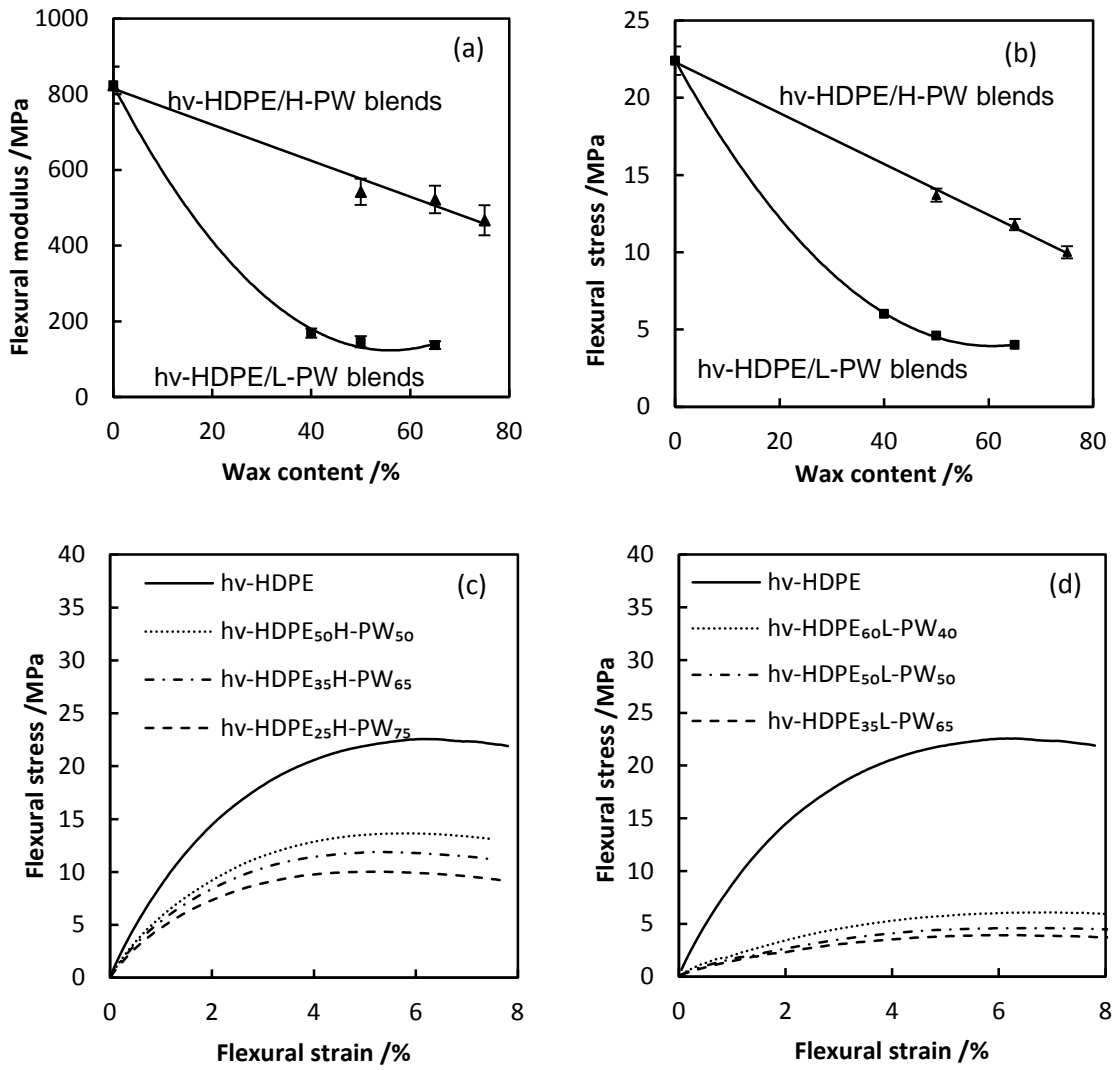 (a)
Flexural modulus /MPa
1000
800
600
400
200
0
hv-HDPE/H-PW blends
hv-HDPE/L-PW blends
0 20 40 60 80
Wax content /%
(b)
Flexural stress /MPa
25
20
15
10
5
0
hv-HDPE/H-PW blends
hv-HDPE/L-PW blends
0 20 40 60 80
Wax content /%
(c)
Flexural stress /MPa
40
35
30
25
20
15
10
5
0
hv-HDPE
hv-HDPE₅₀H-PW₅₀
hv-HDPE₃₅H-PW₆₅
hv-HDPE₂₅H-PW₇₅
0 2 4 6 8
Flexural strain /%
(d)
Flexural stress /MPa
40
35
30
25
20
15
10
5
0
hv-HDPE
hv-HDPE₆₀L-PW₄₀
hv-HDPE₅₀L-PW₅₀
hv-HDPE₃₅L-PW₆₅
0 2 4 6 8
Flexural strain /%